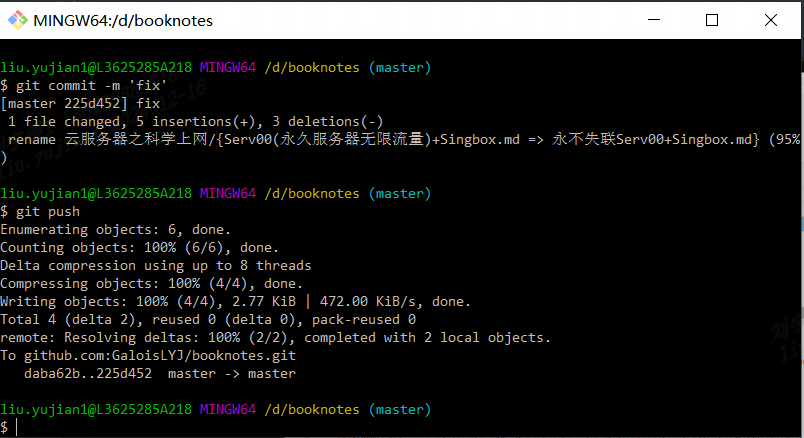 MINGW64:/d/booknotes
liu.yujian1@L3625285A218 MINGW64 /d/booknotes (master)
$ git commit -m 'fix'
[master 225d452] fix
 1 file changed, 5 insertions(+), 3 deletions(-)
 rename 云服务器之科学上网/{Serv00(永久服务器无限流量)+Singbox.md => 永不失联Serv00+Singbox.md} (95%
)
liu.yujian1@L3625285A218 MINGW64 /d/booknotes (master)
$ git push
Enumerating objects: 6, done.
Counting objects: 100% (6/6), done.
Delta compression using up to 8 threads
Compressing objects: 100% (4/4), done.
Writing objects: 100% (4/4), 2.77 KiB | 472.00 KiB/s, done.
Total 4 (delta 2), reused 0 (delta 0), pack-reused 0
remote: Resolving deltas: 100% (2/2), completed with 2 local objects.
To github.com:GaloisLYJ/booknotes.git
   daba62b..225d452  master -> master
liu.yujian1@L3625285A218 MINGW64 /d/booknotes (master)
$